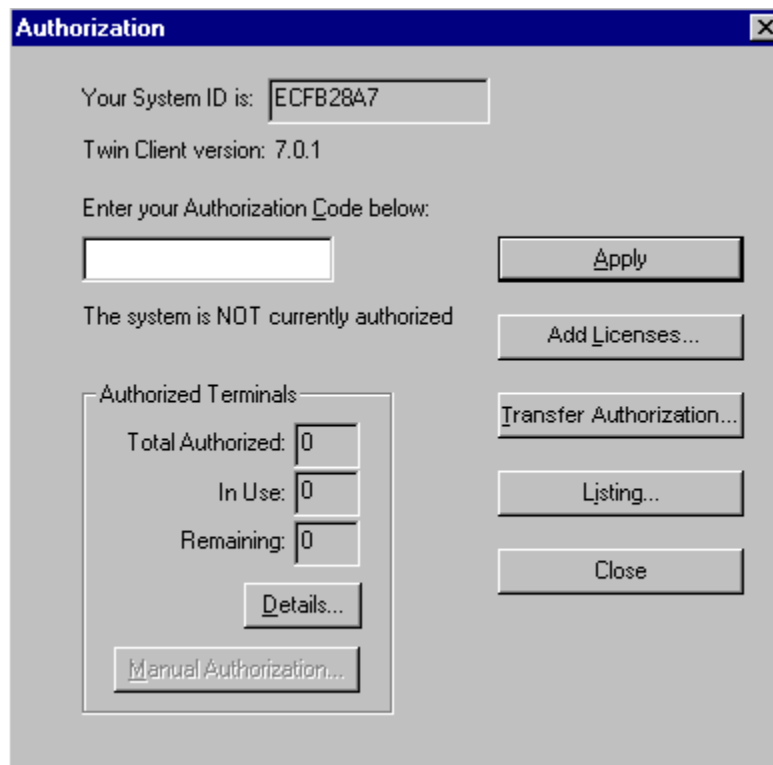 Authorization
Your System ID is: ECFB28A7
Twin Client version: 7.0.1
Enter your Authorization Code below:
Apply
The system is NOT currently authorized
Add Licenses...
Authorized Terminals
Total Authorized: 0
In Use: 0
Remaining: 0
Details...
Manual Authorization...
Transfer Authorization...
Listing...
Close